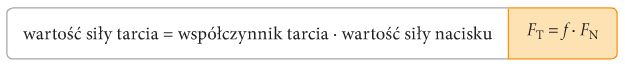 wartość siły tarcia = współczynnik tarcia · wartość siły nacisku F_T = f · F_N